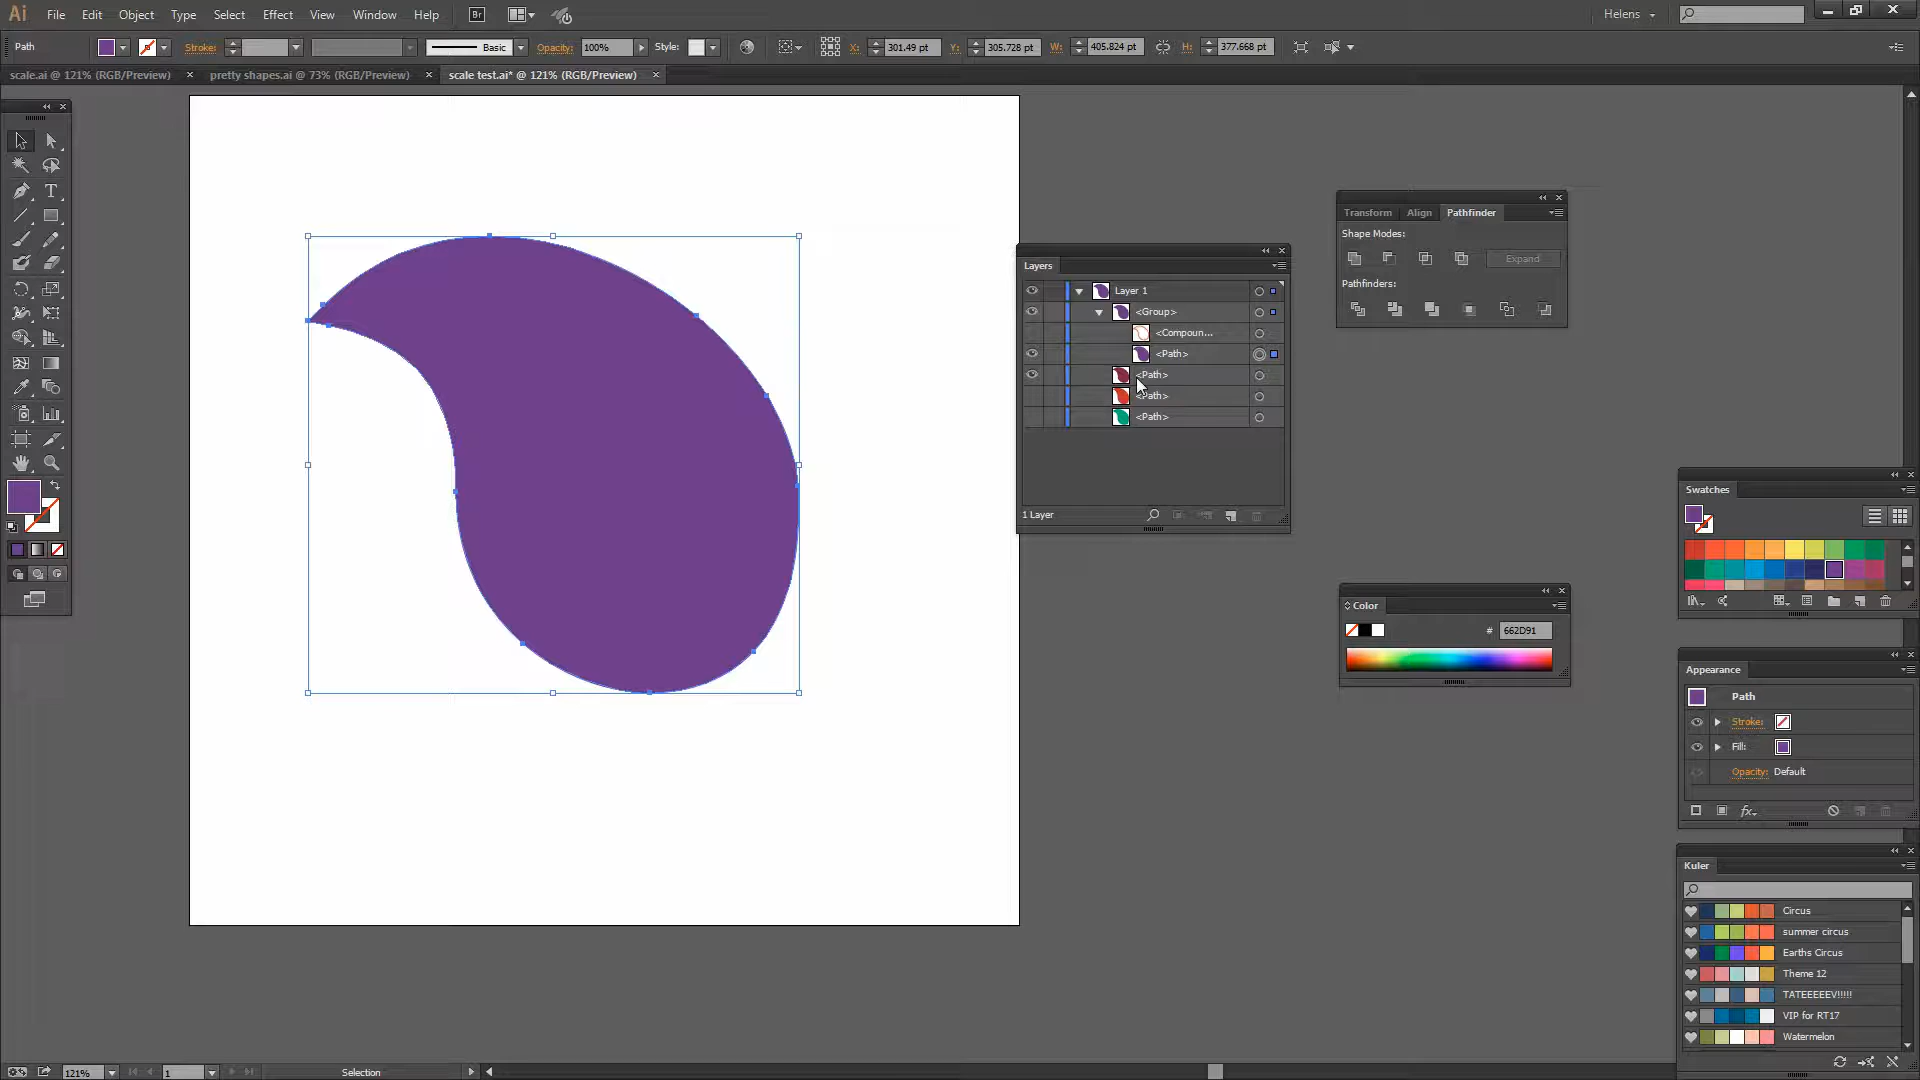 Ai File Edit Object Type Select Effect View Window Help Br Helens
Path Stroke: Basic Opacity: 100% Style: X: 301.49 pt Y: 305.728 pt W: 405.824 pt H: 377.668 pt
scale.ai @ 121% (RGB/Preview) pretty shapes.ai @ 73% (RGB/Preview) scale test.ai* @ 121% (RGB/Preview)
Transform Align Pathfinder
Shape Modes:
Expand
Pathfinders:
Layers
Layer 1
<Group>
<Compoun...
<Path>
<Path>
<Path>
<Path>
1 Layer
Swatches
Color
# 662D91
Appearance
Path
Stroke:
Fill:
Opacity: Default
fx
Kuler
Circus
summer circus
Earths Circus
Theme 12
TATEEEEEV!!!!!
VIP for RT17
Watermelon
121% 1 Selection